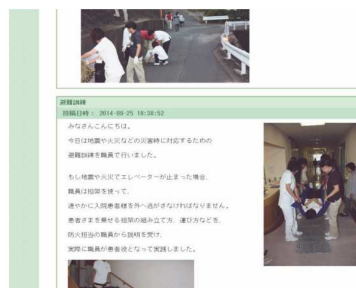 避難訓練
投稿日時： 2014-09-25 18:38:52
みなさんこんにちは。
今日は地震や火災などの災害時に対応するための
避難訓練を職員で行いました。
もし地震や火災でエレベーターが止まった場合、
職員は担架を使って、
速やかに入院患者様を外へ逃がさなければなりません。
患者さまを乗せる担架の組み立て方、運び方などを、
防火担当の職員から説明を受け、
実際に職員が患者役となって実践しました。